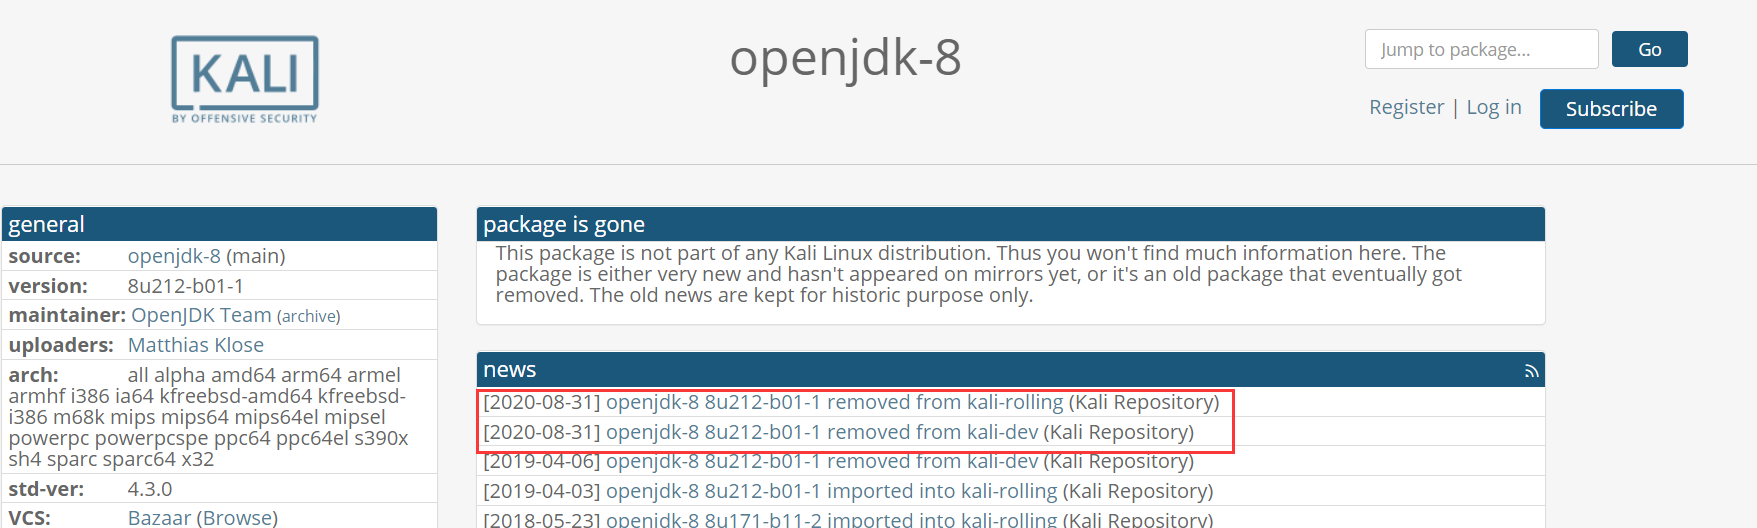 KALI
BY OFFENSIVE SECURITY
openjdk-8
Jump to package...
Go
Register | Log in
Subscribe
general
source: openjdk-8 (main)
version: 8u212-b01-1
maintainer: OpenJDK Team (archive)
uploaders: Matthias Klose
arch: all alpha amd64 arm64 armel
armhf i386 ia64 kfreebsd-amd64 kfreebsd-
i386 m68k mips mips64 mips64el mipsel
powerpc powerpcspe ppc64 ppc64el s390x
sh4 sparc sparc64 x32
std-ver: 4.3.0
VCS: Bazaar (Browse)
package is gone
This package is not part of any Kali Linux distribution. Thus you won't find much information here. The
package is either very new and hasn't appeared on mirrors yet, or it's an old package that eventually got
removed. The old news are kept for historic purpose only.
news
[2020-08-31] openjdk-8 8u212-b01-1 removed from kali-rolling (Kali Repository)
[2020-08-31] openjdk-8 8u212-b01-1 removed from kali-dev (Kali Repository)
[2019-04-06] openjdk-8 8u212-b01-1 removed from kali-dev (Kali Repository)
[2019-04-03] openjdk-8 8u212-b01-1 imported into kali-rolling (Kali Repository)
[2018-05-23] openjdk-8 8u171-b11-2 imported into kali-rolling (Kali Repository)